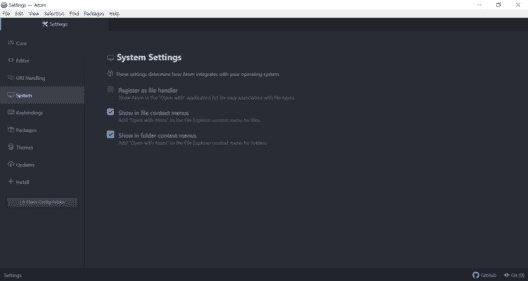 Settings — Atom
File Edit View Selection Find Packages Help
Settings
Core
Editor
URI Handling
System
Keybindings
Packages
Themes
Updates
Install
Open Config Folder
System Settings
These settings determine how Atom integrates with your operating system.
Register as file handler
Show Atom in the "Open with" application list for easy association with file types.
Show in file context menus
Add "Open with Atom" to the File Explorer context menu for files.
Show in folder context menus
Add "Open with Atom" to the File Explorer context menu for folders.
Settings
GitHub
Git (0)